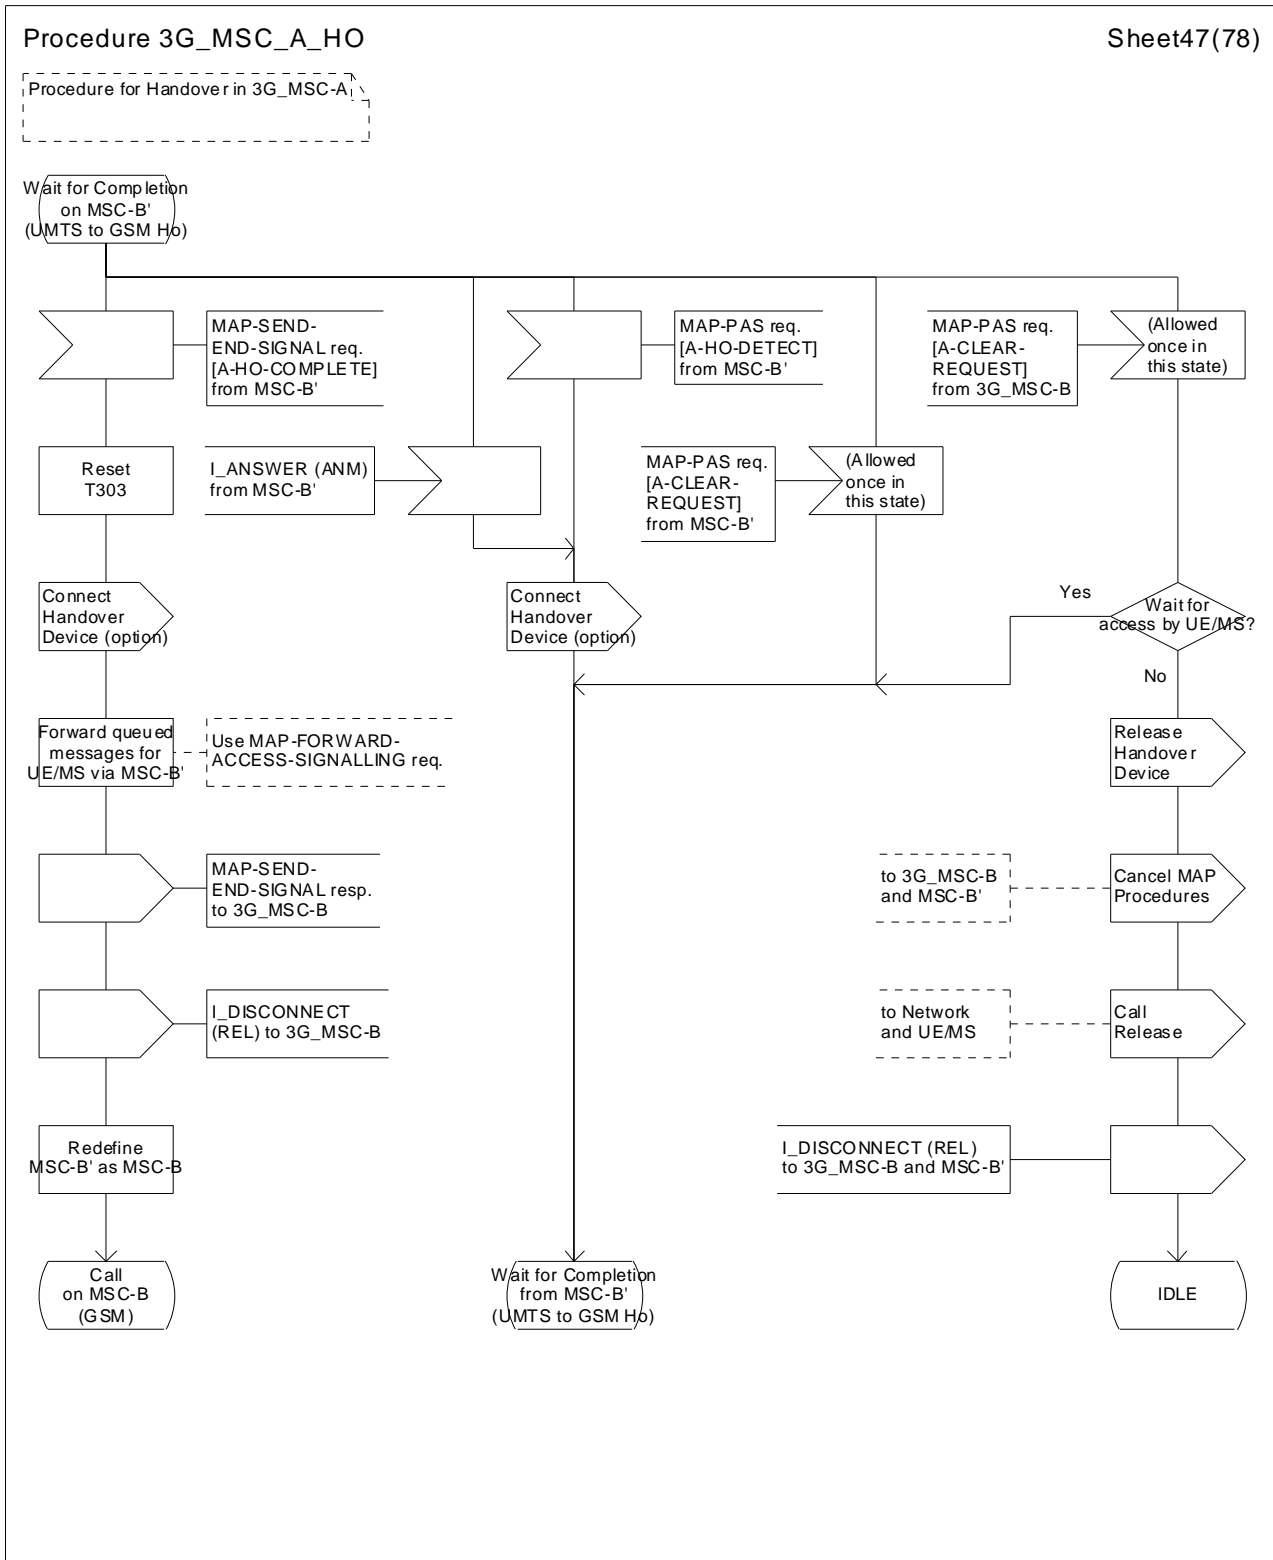 Procedure 3G_MSC_A_HO
Sheet47(78)
Procedure for Handover in 3G_MSC-A
Wait for Completion
on MSC-B'
(UMTS to GSM Ho)
MAP-SEND-
END-SIGNAL req.
[A-HO-COMPLETE]
from MSC-B'
MAP-PAS req.
[A-HO-DETECT]
from MSC-B'
MAP-PAS req.
[A-CLEAR-
REQUEST]
from 3G_MSC-B
(Allowed
once in
this state)
Reset
T303
I_ANSWER (ANM)
from MSC-B'
MAP-PAS req.
[A-CLEAR-
REQUEST]
from MSC-B'
(Allowed
once in
this state)
Connect
Handover
Device (option)
Connect
Handover
Device (option)
Yes
Wait for
access by UE/MS?
No
Forward queued
messages for
UE/MS via MSC-B'
Use MAP-FORWARD-
ACCESS-SIGNALLING req.
Release
Handover
Device
MAP-SEND-
END-SIGNAL resp.
to 3G_MSC-B
to 3G_MSC-B
and MSC-B'
Cancel MAP
Procedures
I_DISCONNECT
(REL) to 3G_MSC-B
to Network
and UE/MS
Call
Release
Redefine
MSC-B' as MSC-B
I_DISCONNECT (REL)
to 3G_MSC-B and MSC-B'
Call
on MSC-B
(GSM)
Wait for Completion
from MSC-B'
(UMTS to GSM Ho)
IDLE